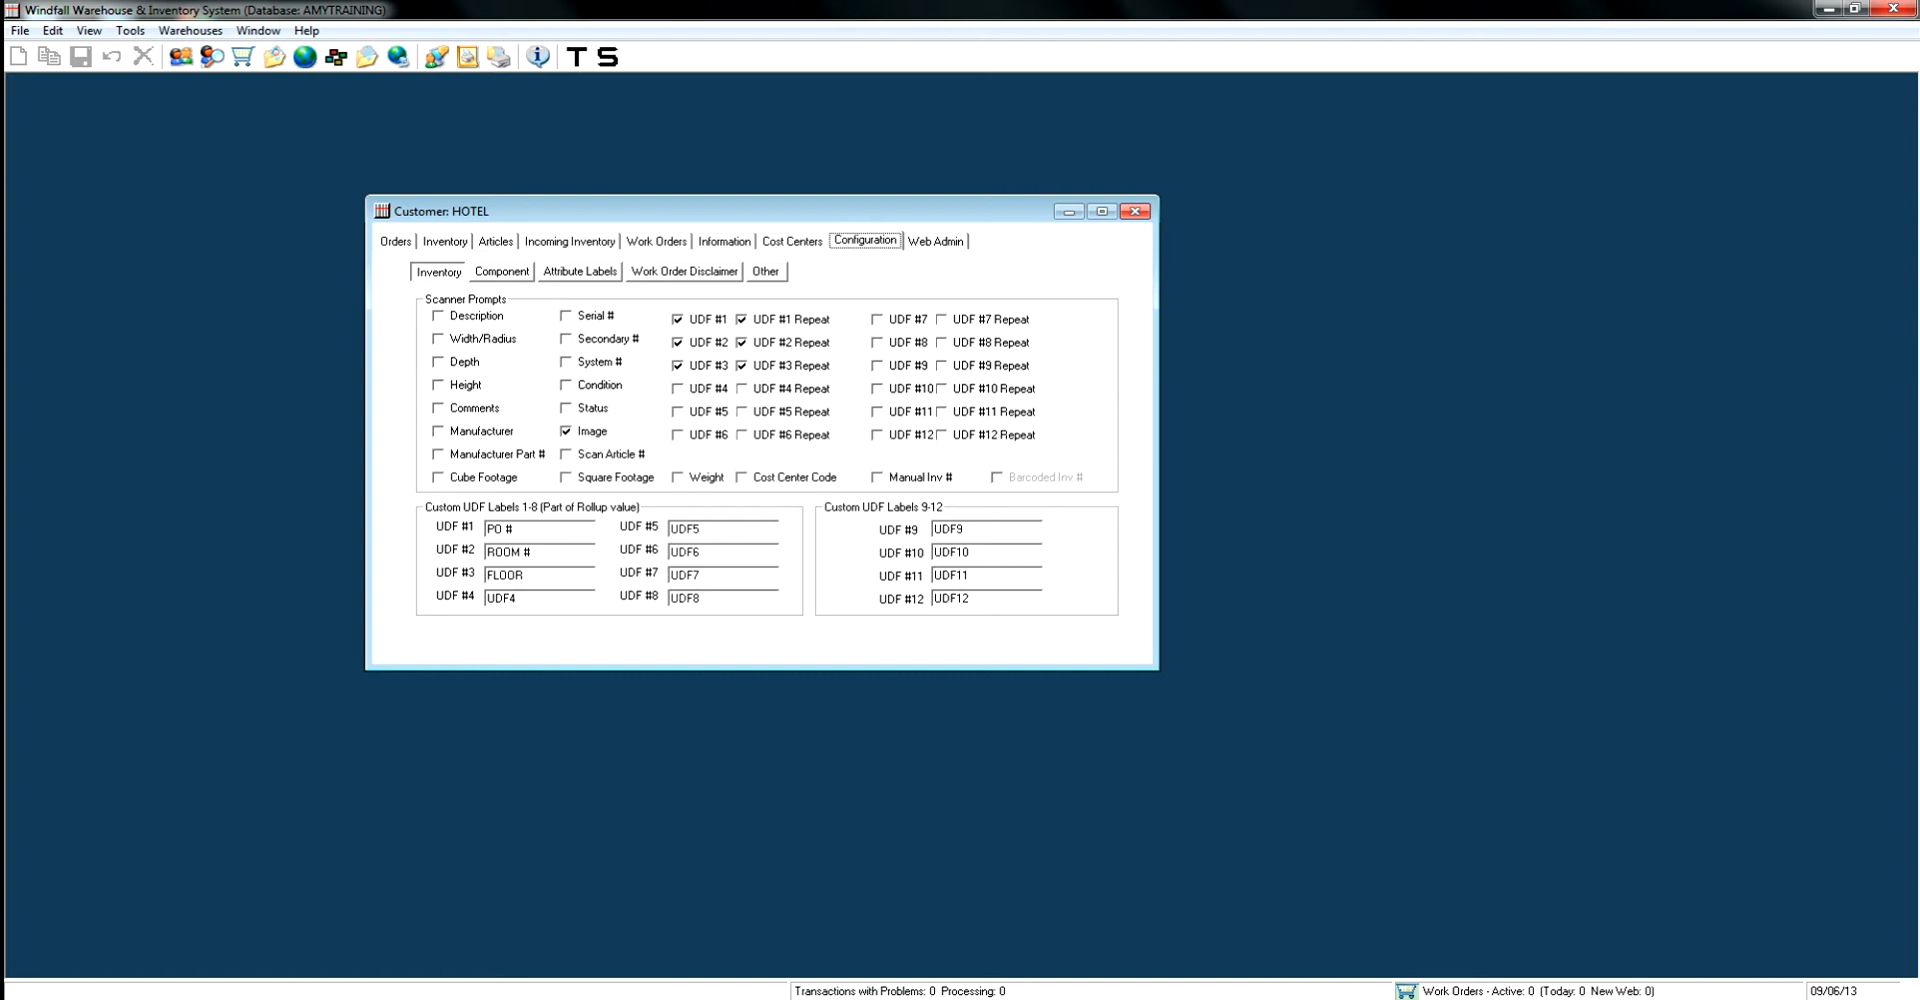 Windfall Warehouse & Inventory System (Database: AMYTRAINING)
File Edit View Tools Warehouses Window Help
T S
Customer: HOTEL
Orders Inventory Articles Incoming Inventory Work Orders Information Cost Centers Configuration Web Admin
Inventory Component Attribute Labels Work Order Disclaimer Other
Scanner Prompts
Description Serial # UDF #1 UDF #1 Repeat UDF #7 UDF #7 Repeat
Width/Radius Secondary # UDF #2 UDF #2 Repeat UDF #8 UDF #8 Repeat
Depth System # UDF #3 UDF #3 Repeat UDF #9 UDF #9 Repeat
Height Condition UDF #4 UDF #4 Repeat UDF #10 UDF #10 Repeat
Comments Status UDF #5 UDF #5 Repeat UDF #11 UDF #11 Repeat
Manufacturer Image UDF #6 UDF #6 Repeat UDF #12 UDF #12 Repeat
Manufacturer Part # Scan Article #
Cube Footage Square Footage Weight Cost Center Code Manual Inv # Barcoded Inv #
Custom UDF Labels 1-8 (Part of Rollup value) Custom UDF Labels 9-12
UDF #1 PO # UDF #5 UDF5 UDF #9 UDF9
UDF #2 ROOM # UDF #6 UDF6 UDF #10 UDF10
UDF #3 FLOOR UDF #7 UDF7 UDF #11 UDF11
UDF #4 UDF4 UDF #8 UDF8 UDF #12 UDF12
Transactions with Problems: 0 Processing: 0 Work Orders - Active: 0 (Today: 0 New Web: 0) 09/06/13